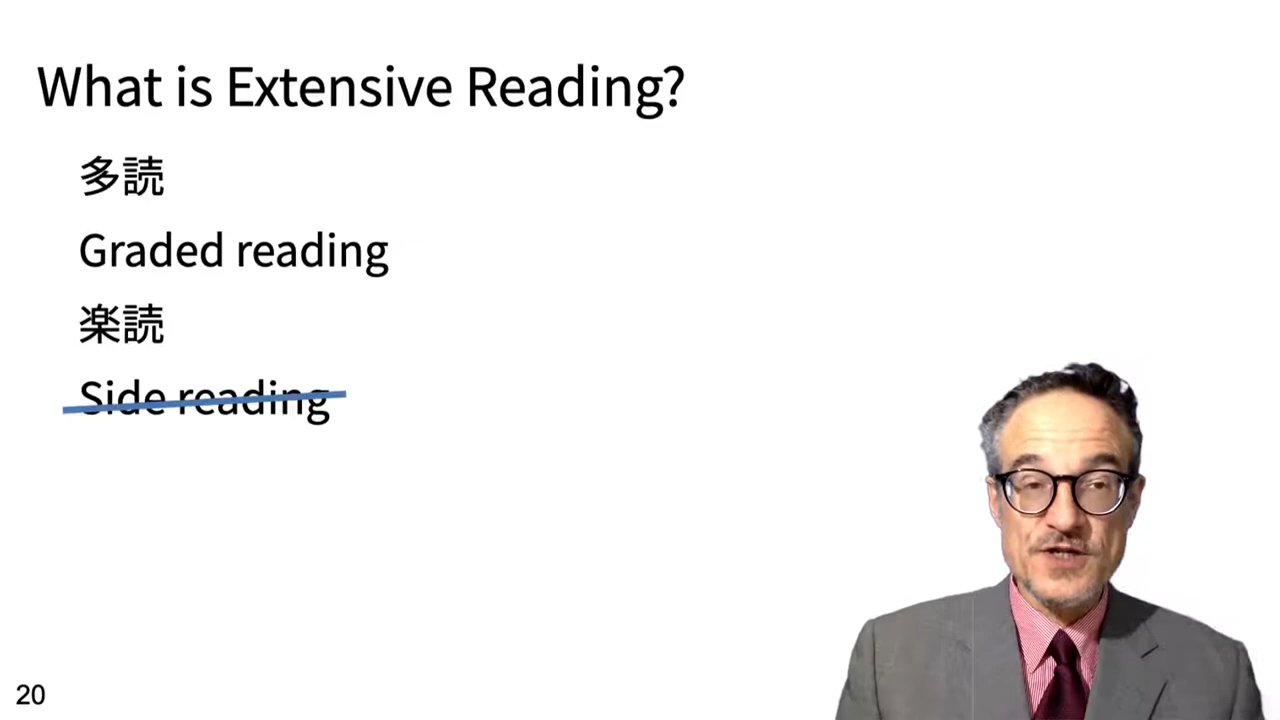 What is Extensive Reading?
多読
Graded reading
楽読
Side reading
20